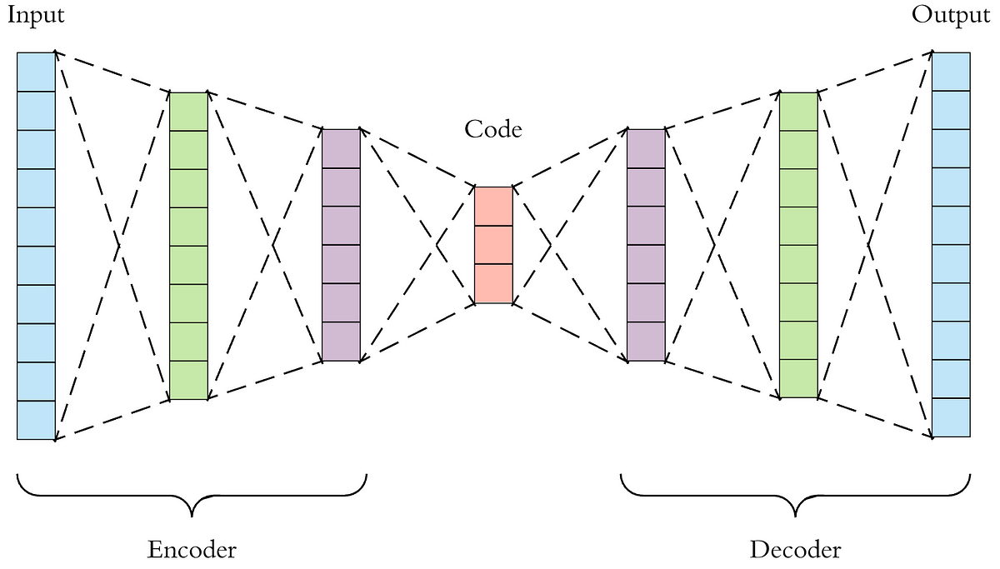 Input
Output
Code
Encoder
Decoder